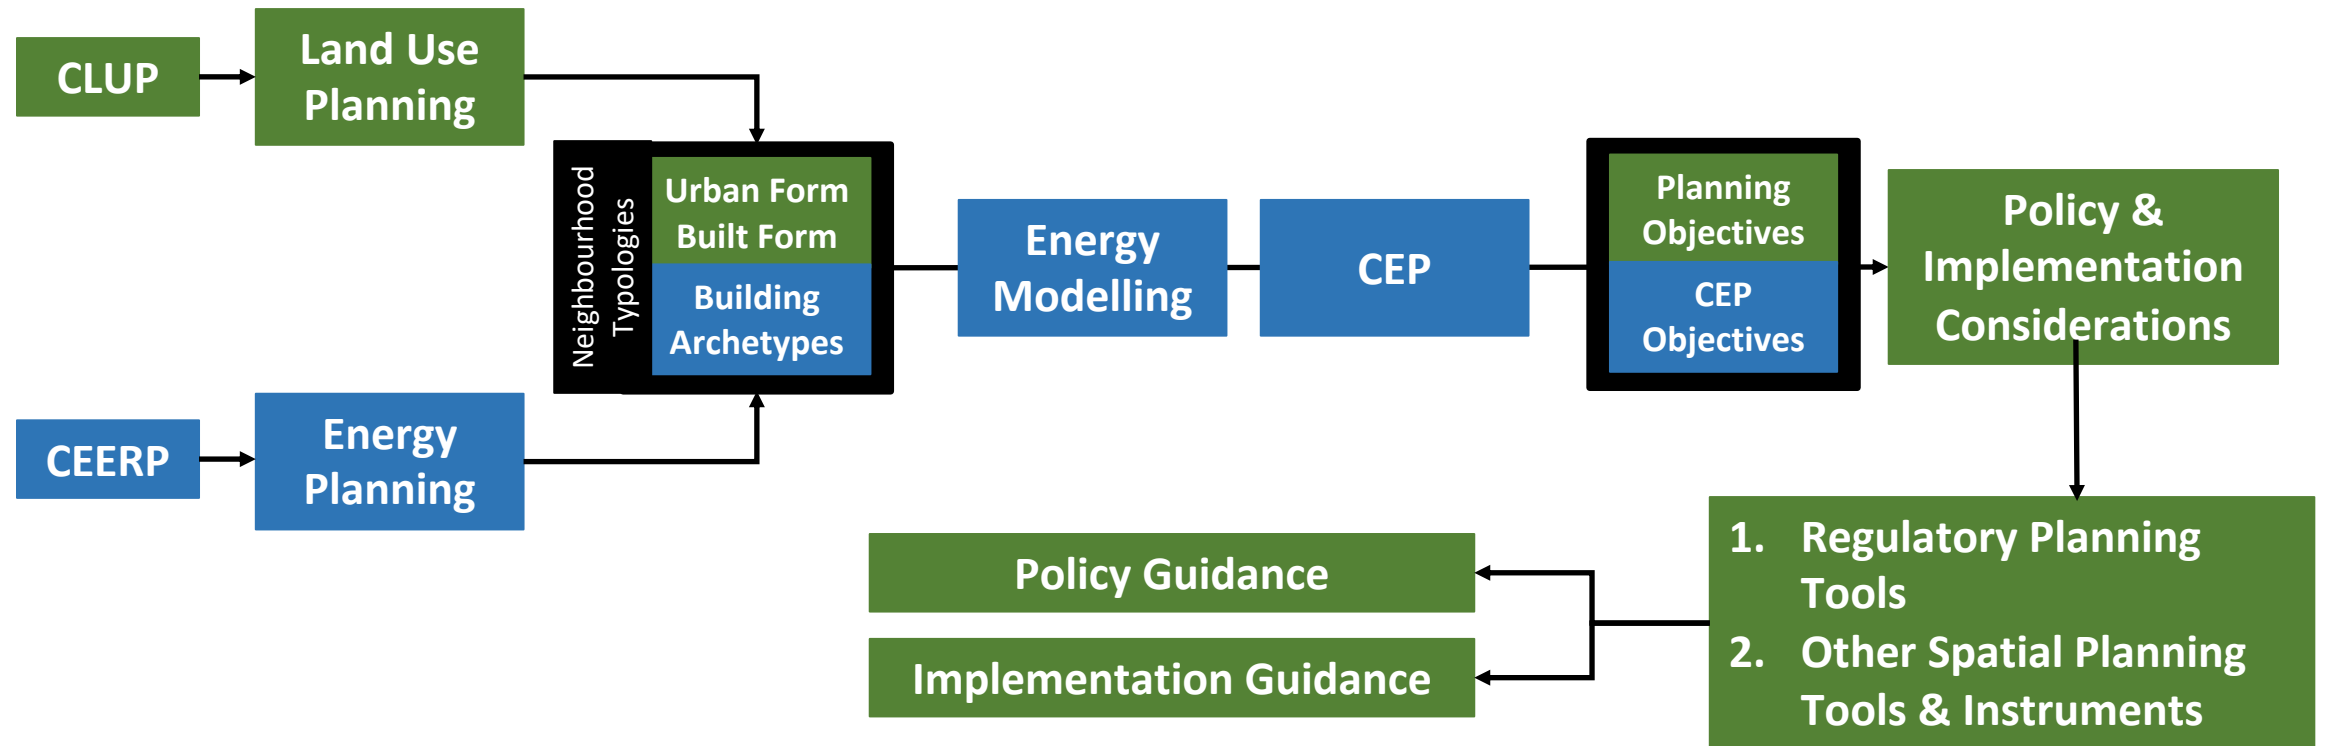 CLUP
Land Use
Planning
Neighbourhood
Typologies
Urban Form
Built Form
Building
Archetypes
CEERP
Energy
Planning
Energy
Modelling
CEP
Planning
Objectives
CEP
Objectives
Policy &
Implementation
Considerations
1. Regulatory Planning
Tools
2. Other Spatial Planning
Tools & Instruments
Policy Guidance
Implementation Guidance